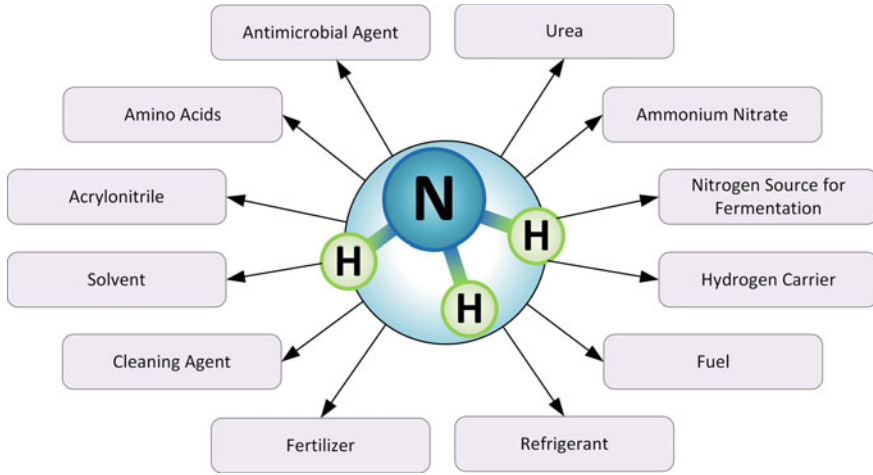 Antimicrobial Agent
Urea
Amino Acids
Ammonium Nitrate
Acrylonitrile
Nitrogen Source for
Fermentation
N
H
H
H
Solvent
Hydrogen Carrier
Cleaning Agent
Fuel
Fertilizer
Refrigerant